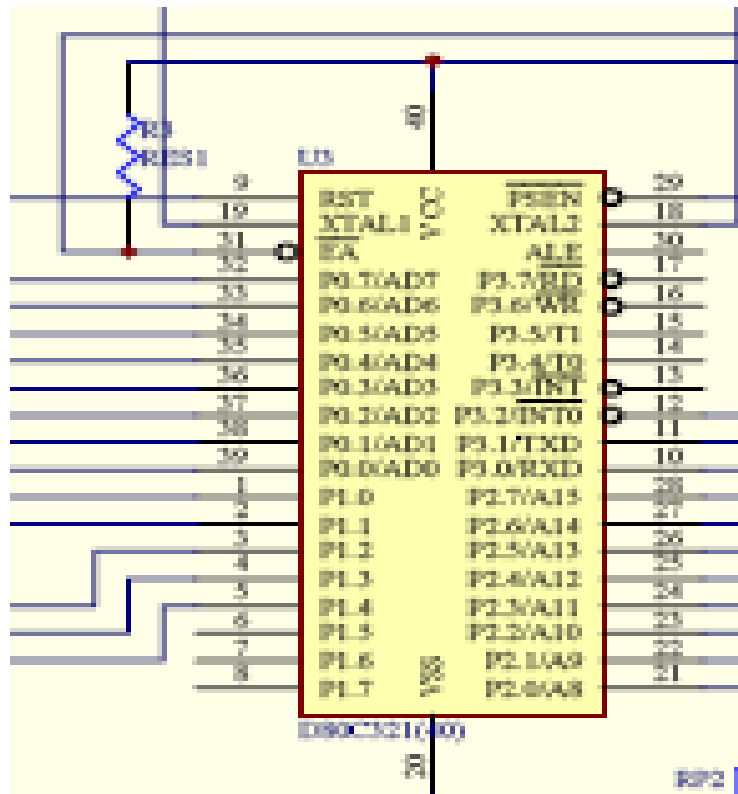 40
U3
RES1
9 RST VCC PSEN 29
19 XTAL1 XTAL2 18
31 EA ALE 30
32 P0.7/AD7 P3.7/RD 17
33 P0.6/AD6 P3.6/WR 16
34 P0.5/AD5 P3.5/T1 15
35 P0.4/AD4 P3.4/T0 14
36 P0.3/AD3 P3.3/INT 13
37 P0.2/AD2 P3.2/INT0 12
38 P0.1/AD1 P3.1/TXD 11
39 P0.0/AD0 P3.0/RXD 10
1 P1.0 P2.7/A15 28
2 P1.1 P2.6/A14 27
3 P1.2 P2.5/A13 26
4 P1.3 P2.4/A12 25
5 P1.4 P2.3/A11 24
6 P1.5 P2.2/A10 23
7 P1.6 VSS P2.1/A9 22
8 P1.7 P2.0/A8 21
D80C321(40)
20
RP2